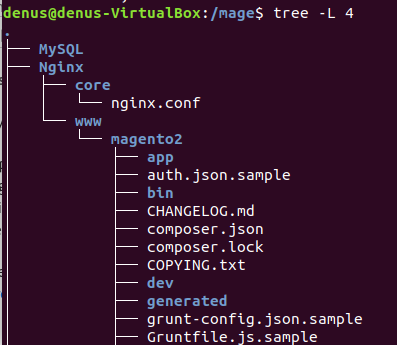 denus@denus-VirtualBox:/mage$ tree -L 4
.
├── MySQL
├── Nginx
│   ├── core
│   │   └── nginx.conf
│   └── www
│       └── magento2
│           ├── app
│           ├── auth.json.sample
│           ├── bin
│           ├── CHANGELOG.md
│           ├── composer.json
│           ├── composer.lock
│           ├── COPYING.txt
│           ├── dev
│           ├── generated
│           ├── grunt-config.json.sample
│           ├── Gruntfile.js.sample